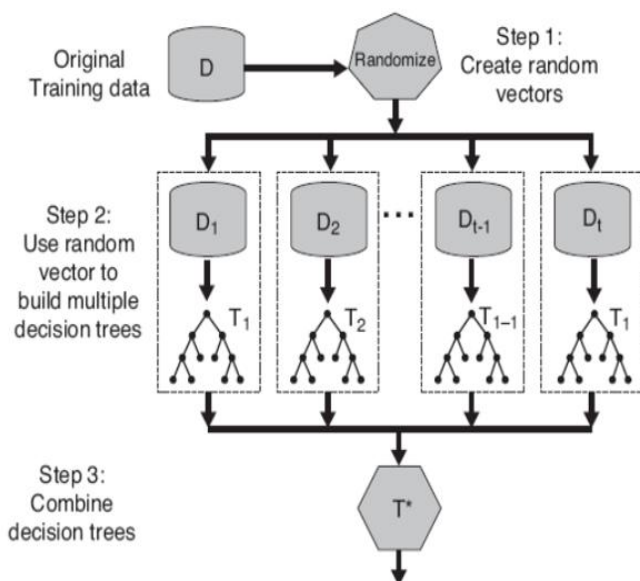 Original
Training data
D
Randomize
Step 1:
Create random
vectors
Step 2:
Use random
vector to
build multiple
decision trees
D1
D2
...
Dt-1
Dt
T1
T2
T1–1
T1
Step 3:
Combine
decision trees
T*